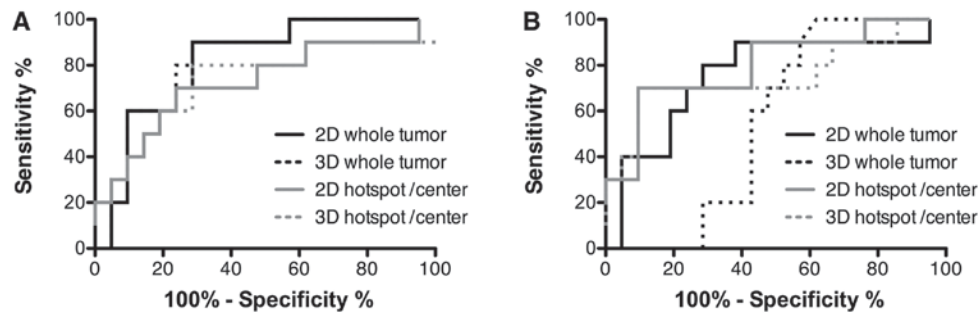 A
Sensitivity %
100
80
60
40
20
0
2D whole tumor
3D whole tumor
2D hotspot/center
3D hotspot/center
0 20 40 60 80 100
100% - Specificity %
B
Sensitivity %
100
80
60
40
20
0
2D whole tumor
3D whole tumor
2D hotspot/center
3D hotspot/center
0 20 40 60 80 100
100% - Specificity %